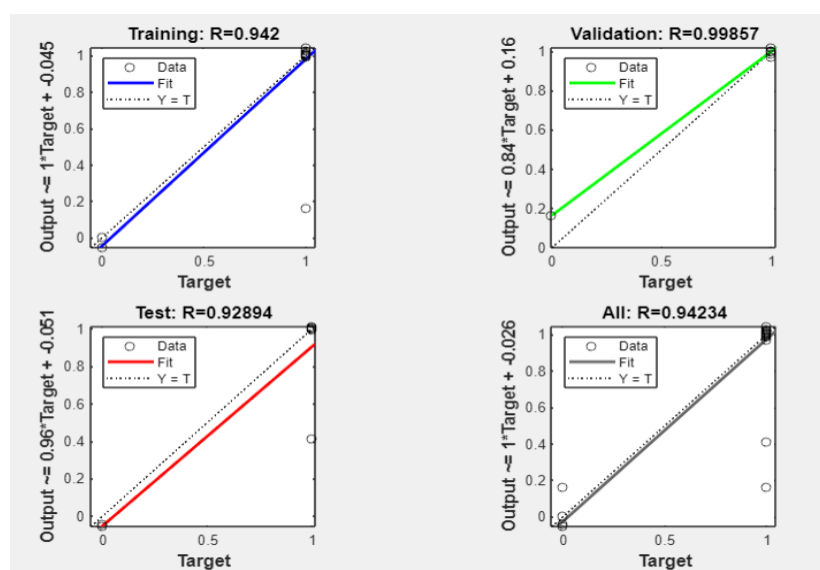 Training: R=0.942
Output ~= 1*Target + -0.045
1
0.8
0.6
0.4
0.2
0
Data
Fit
Y = T
0
0.5
1
Target
Validation: R=0.99857
Output ~= 0.84*Target + 0.16
1
0.8
0.6
0.4
0.2
0
Data
Fit
Y = T
0
0.5
1
Target
Test: R=0.92894
Output ~= 0.96*Target + -0.051
1
0.8
0.6
0.4
0.2
0
Data
Fit
Y = T
0
0.5
1
Target
All: R=0.94234
Output ~= 1*Target + -0.026
1
0.8
0.6
0.4
0.2
0
Data
Fit
Y = T
0
0.5
1
Target